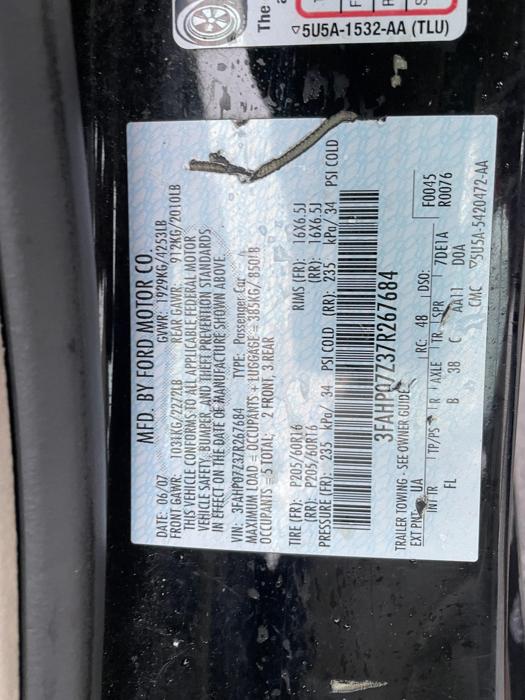 The
5U5A-1532-AA (TLU)
MFD. BY FORD MOTOR CO.
DATE: 06/07 GVWR: 1929KG/4253LB
FRONT GAWR: 1031KG/2272LB REAR GAWR: 912KG/2010LB
THIS VEHICLE CONFORMS TO ALL APPLICABLE FEDERAL MOTOR
VEHICLE SAFETY, BUMPER, AND THEFT PREVENTION STANDARDS
IN EFFECT ON THE DATE OF MANUFACTURE SHOWN ABOVE.
VIN: 3FAHP07Z37R267684 TYPE: Passenger Car
MAXIMUM LOAD = OCCUPANTS + LUGGAGE = 385KG/850LB
OCCUPANTS = 5 TOTAL: 2 FRONT, 3 REAR
TIRE (FR): P205/60R16 RIMS (FR): 16X6.5J
(RR): P205/60R16 (RR): 16X6.5J
PRESSURE (FR): 235 kPa/ 34 PSI COLD (RR): 235 kPa/ 34 PSI COLD
3FAHP07Z37R267684
TRAILER TOWING - SEE OWNER GUIDE
EXT PNT: UA RC: 48 DSO: F0045
INT TR TP/PS R AXLE TR SPR 7DE1A R0076
FL B 38 C AA11 DOA
CMC 5U5A-5420472-AA